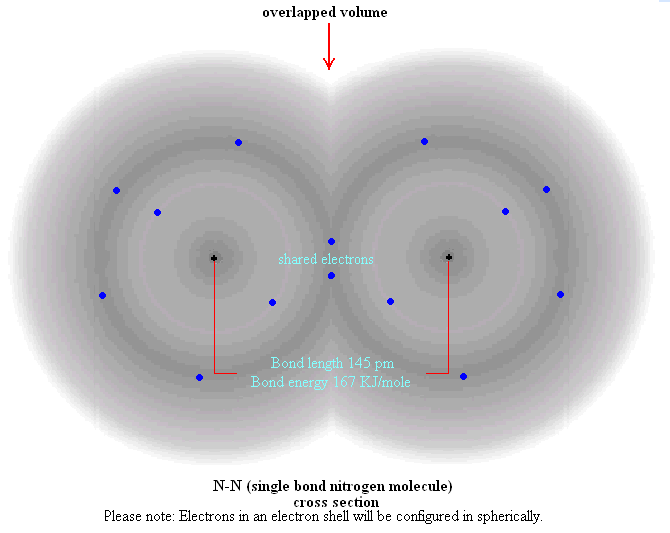 overlapped volume
shared electrons
Bond length 145 pm
Bond energy 167 KJ/mole
N-N (single bond nitrogen molecule)
cross section
Please note: Electrons in an electron shell will be configured in spherically.